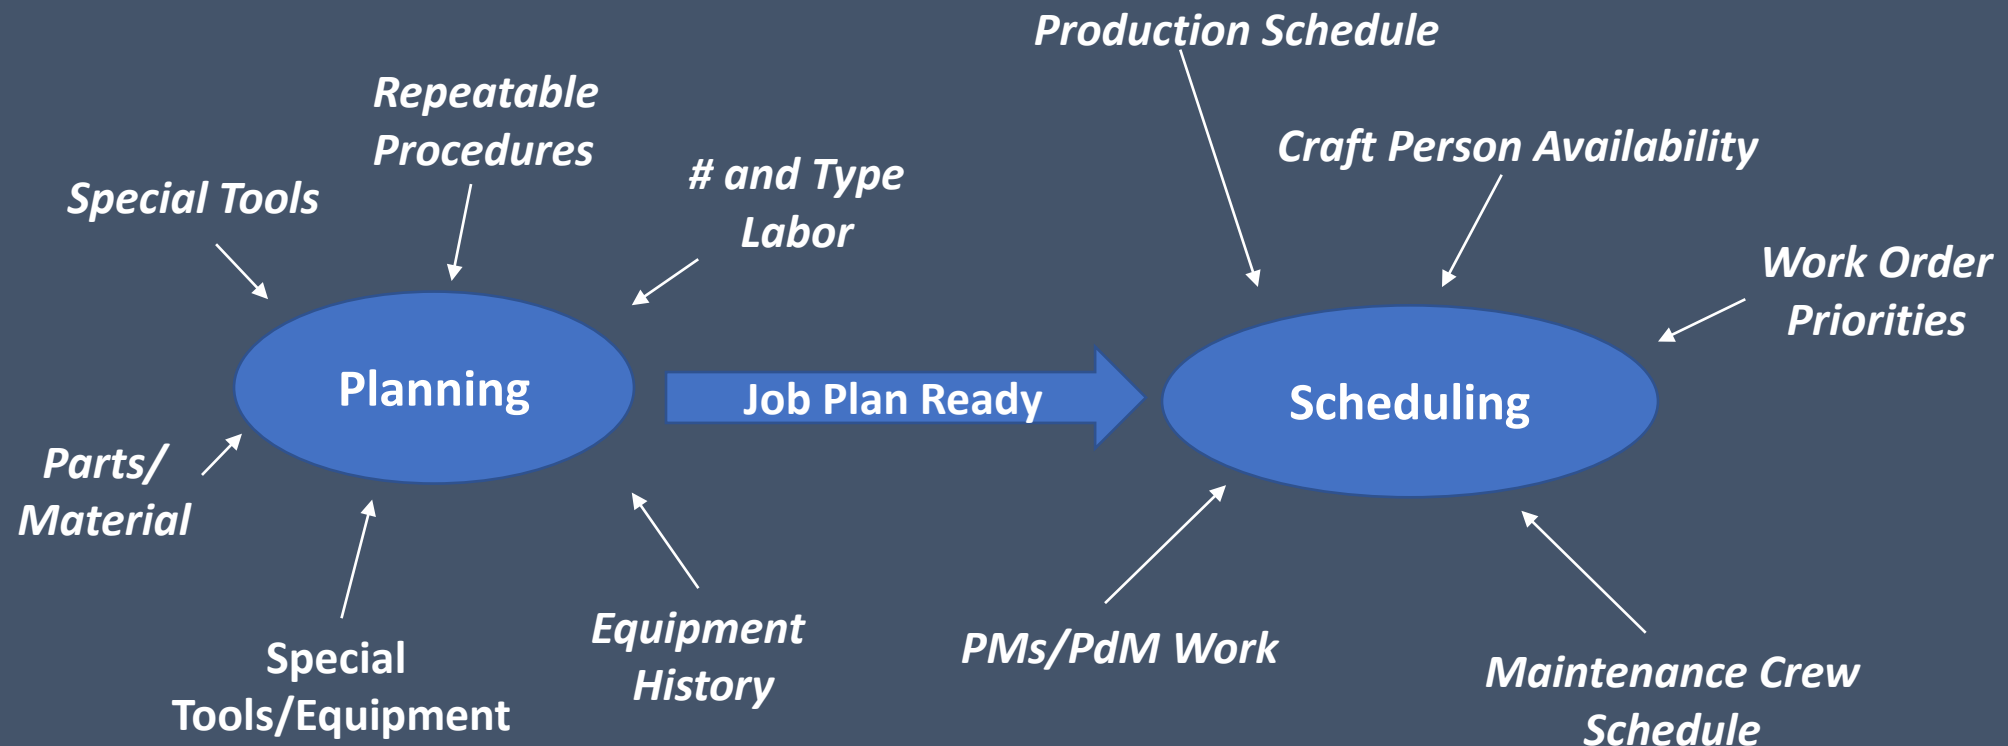 Production Schedule
Repeatable
Procedures
Craft Person Availability
# and Type
Labor
Special Tools
Work Order
Priorities
Planning
Job Plan Ready
Scheduling
Parts/
Material
Special
Tools/Equipment
Equipment
History
PMs/PdM Work
Maintenance Crew
Schedule